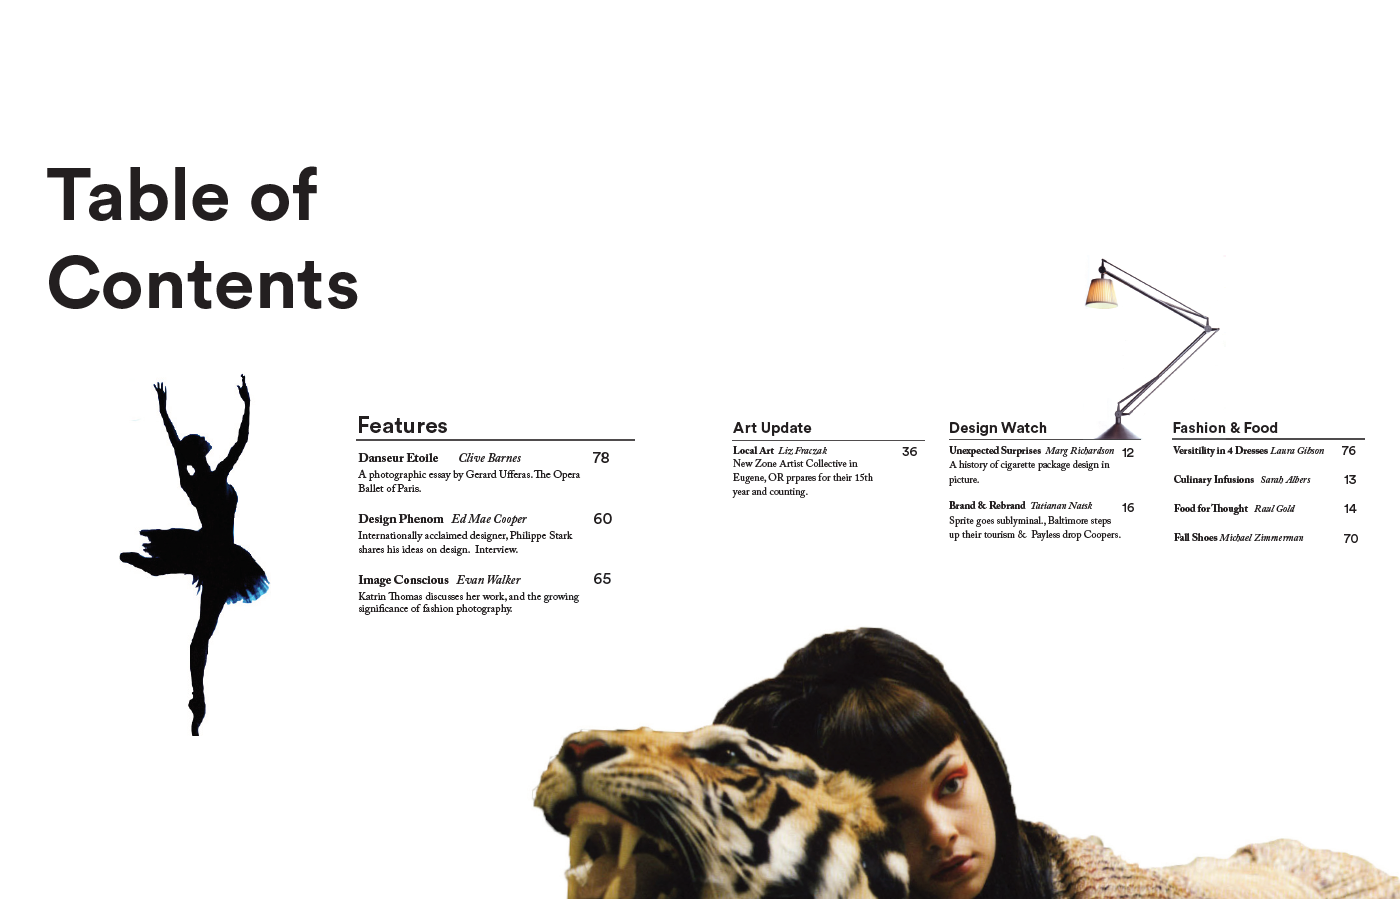 Table of
Contents
Features
Danseur Etoile Clive Barnes 78
A photographic essay by Gerard Ufferas. The Opera
Ballet of Paris.
Design Phenom Ed Mae Cooper 60
Internationally acclaimed designer, Philippe Stark
shares his ideas on design. Interview.
Image Conscious Evan Walker 65
Katrin Thomas discusses her work, and the growing
significance of fashion photography.
Art Update
Local Art Liz Fraczak 36
New Zone Artist Collective in
Eugene, OR prpares for their 15th
year and counting.
Design Watch
Unexpected Surprises Marg Richardson 12
A history of cigarette package design in
picture.
Brand & Rebrand Tatianan Natsk 16
Sprite goes sublyminal., Baltimore steps
up their tourism & Payless drop Coopers.
Fashion & Food
Versitility in 4 Dresses Laura Gibson 76
Culinary Infusions Sarah Albers 13
Food for Thought Raul Gold 14
Fall Shoes Michael Zimmerman 70